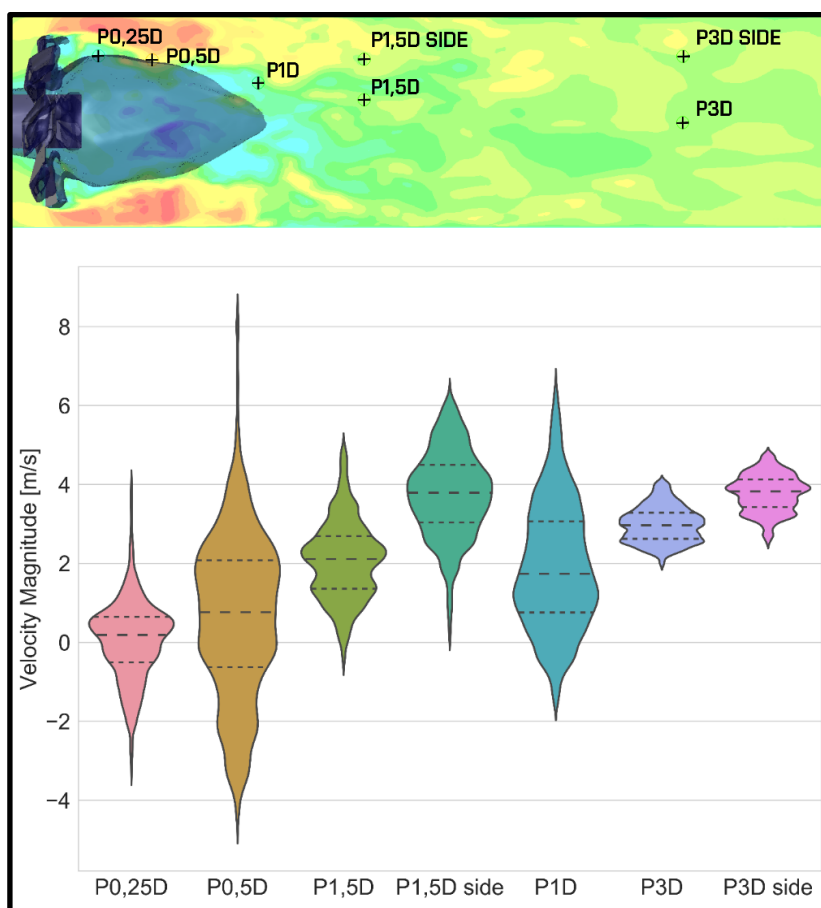 P0,25D
P0,5D
P1D
P1,5D SIDE
P1,5D
P3D SIDE
P3D
8
6
4
2
0
−2
−4
Velocity Magnitude [m/s]
P0,25D P0,5D P1,5D P1,5D side P1D P3D P3D side